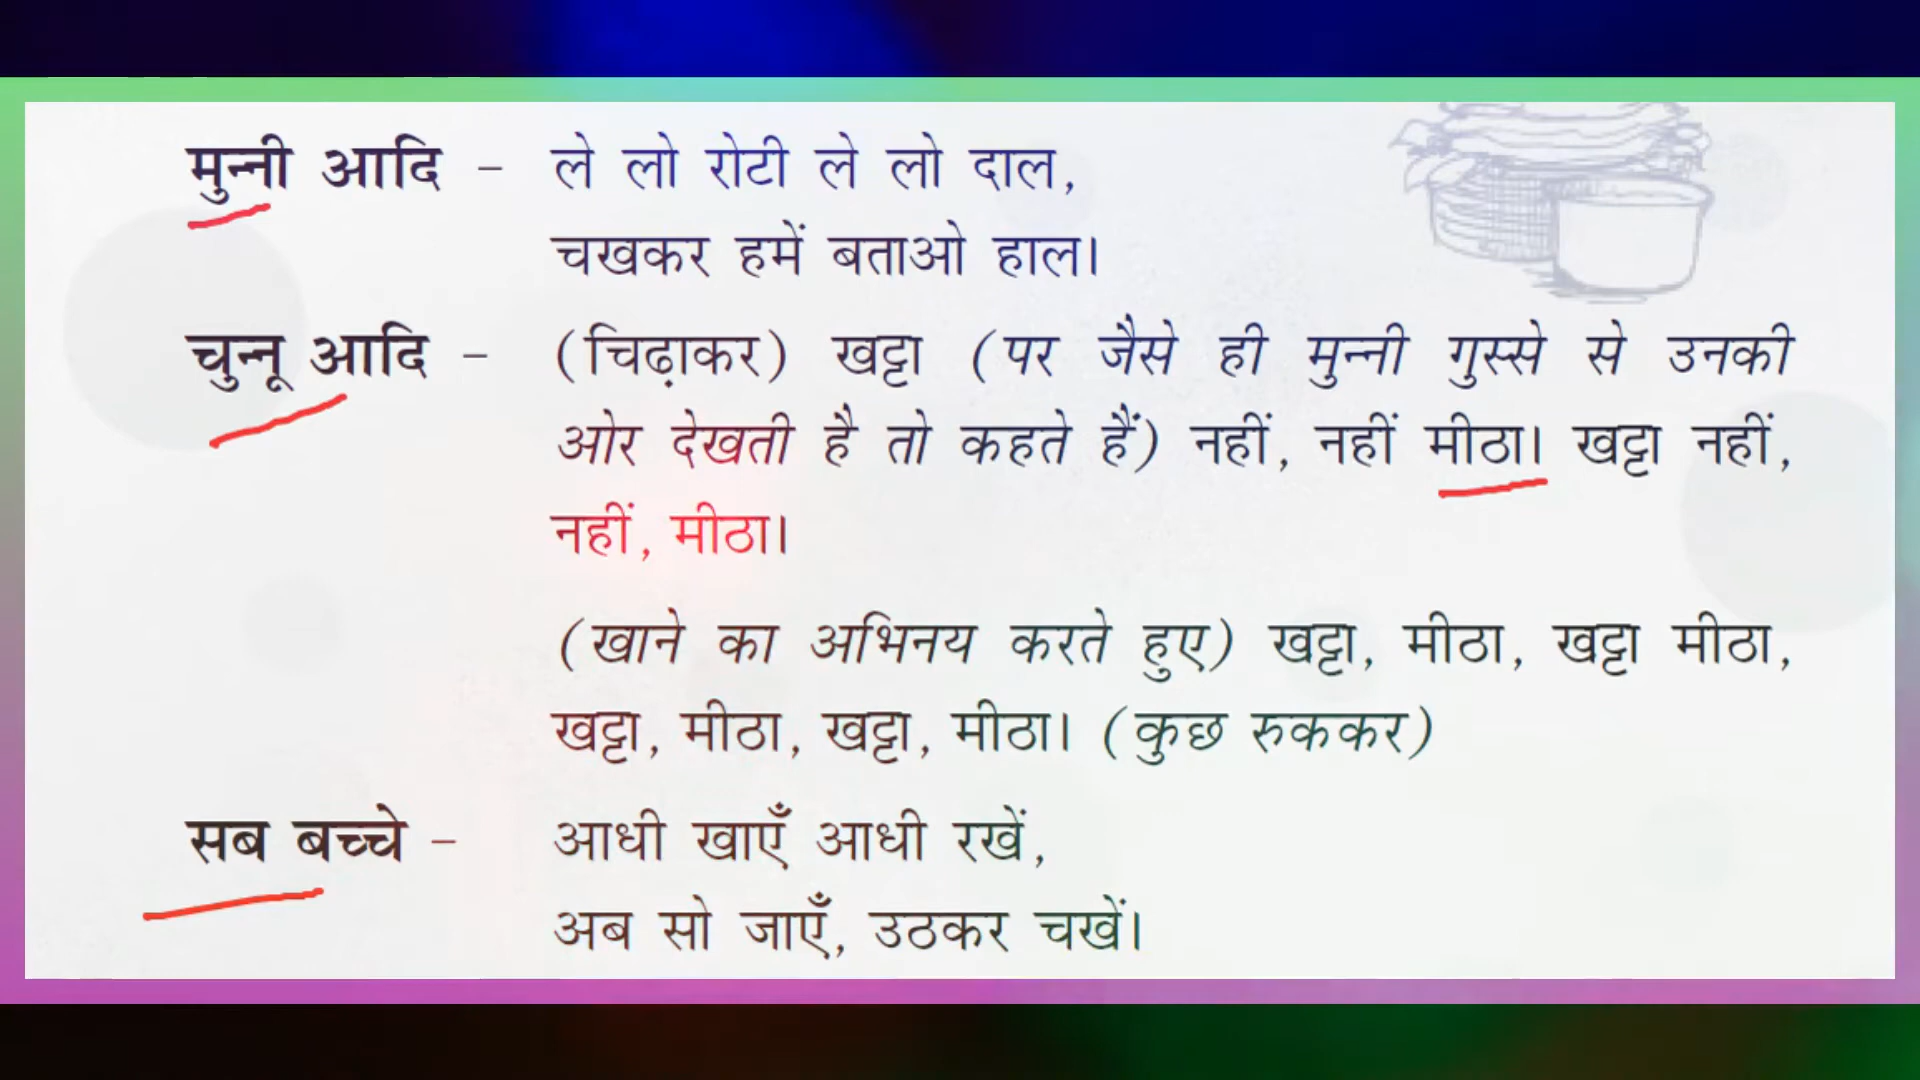 मुन्नी आदि - ले लो रोटी ले लो दाल,
चखकर हमें बताओ हाल।
चुन्नू आदि - (चिढ़ाकर) खट्टा (पर जैसे ही मुन्नी गुस्से से उनकी
ओर देखती है तो कहते हैं) नहीं, नहीं मीठा। खट्टा नहीं,
नहीं, मीठा।
(खाने का अभिनय करते हुए) खट्टा, मीठा, खट्टा मीठा,
खट्टा, मीठा, खट्टा, मीठा। (कुछ रुककर)
सब बच्चे - आधी खाएँ आधी रखें,
अब सो जाएँ, उठकर चखें।